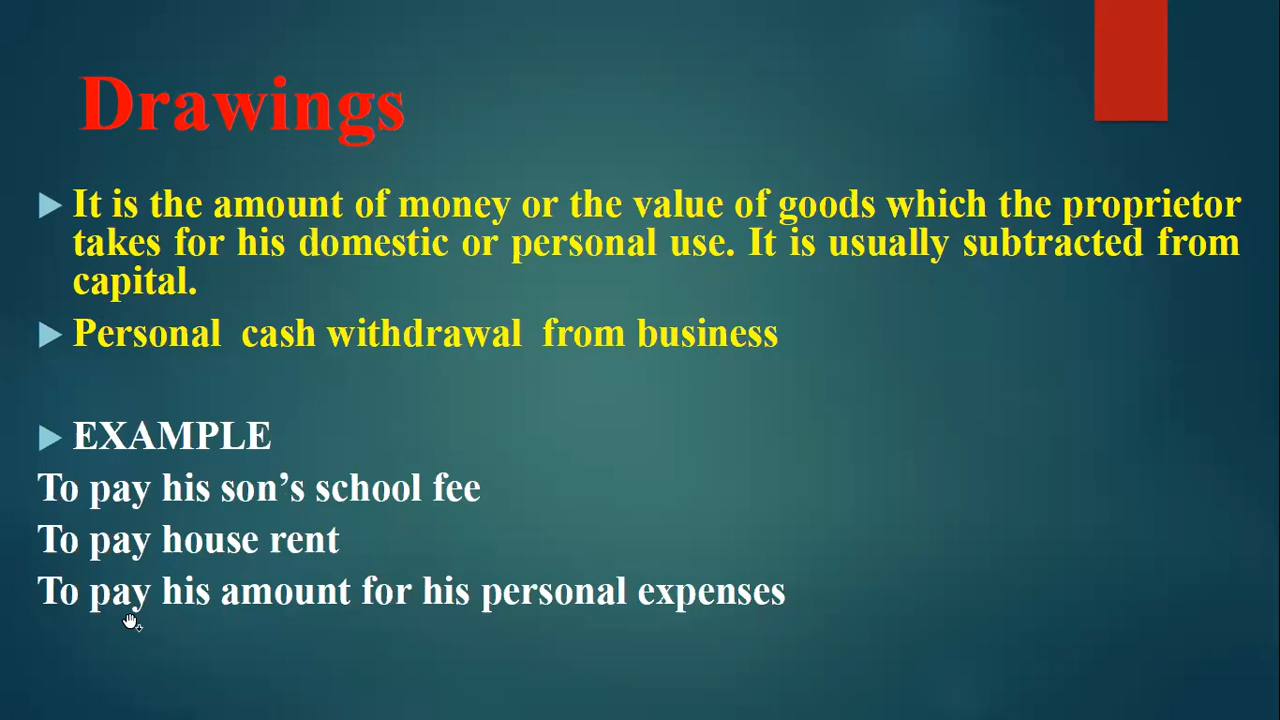 Drawings
It is the amount of money or the value of goods which the proprietor
takes for his domestic or personal use. It is usually subtracted from
capital.
Personal cash withdrawal from business
EXAMPLE
To pay his son’s school fee
To pay house rent
To pay his amount for his personal expenses